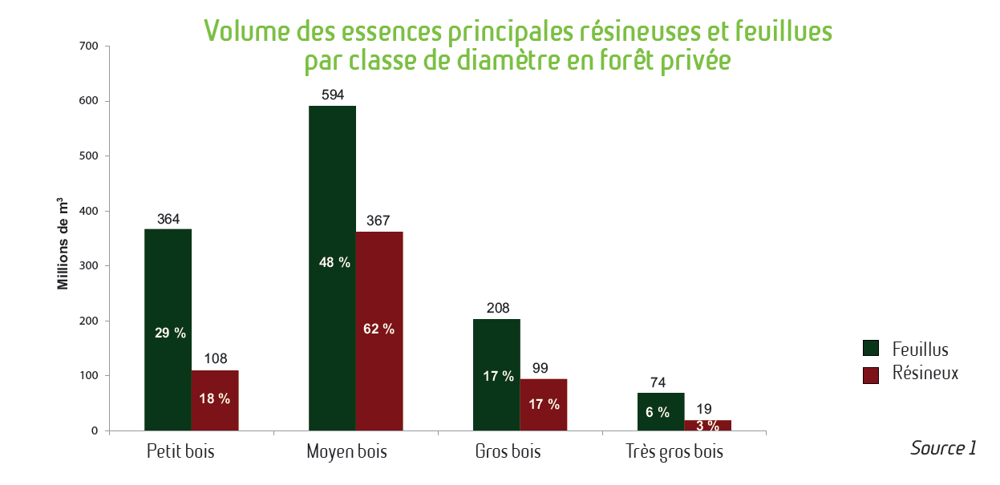 Volume des essences principales résineuses et feuillues
par classe de diamètre en forêt privée
Millions de m³
700
600
500
400
300
200
100
0
364
29 %
108
18 %
594
48 %
367
62 %
208
17 %
99
17 %
74
6 %
19
3 %
Petit bois
Moyen bois
Gros bois
Très gros bois
Feuillus
Résineux
Source 1